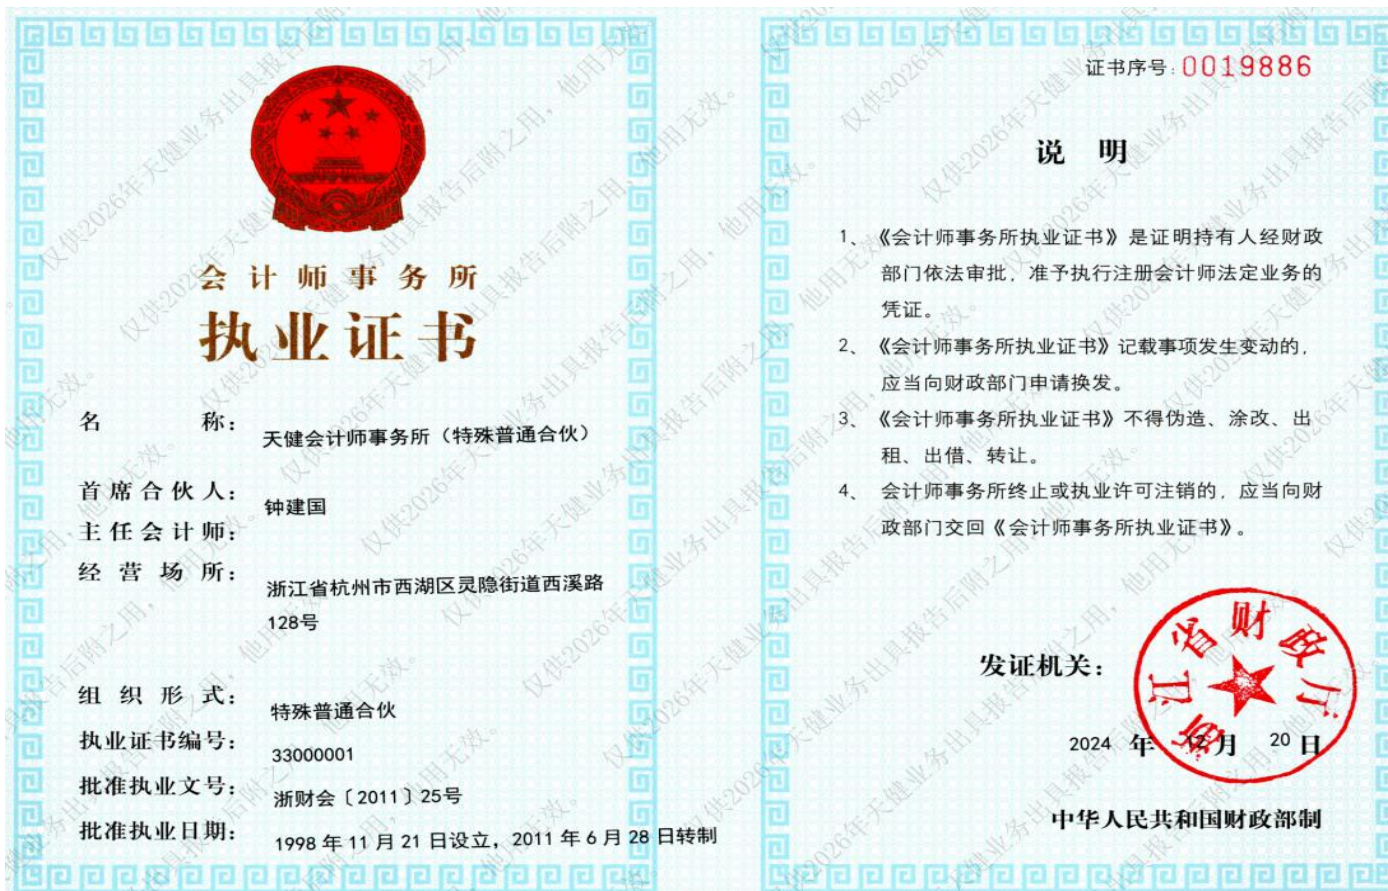 会计师事务所
执业证书
名 称：
天健会计师事务所（特殊普通合伙）
首席合伙人：
钟建国
主任会计师：
经营场所：
浙江省杭州市西湖区灵隐街道西溪路
128号
组织形式：
特殊普通合伙
执业证书编号：
33000001
批准执业文号：
浙财会〔2011〕25号
批准执业日期：
1998年11月21日设立，2011年6月28日转制
证书序号：0019886
说 明
1、《会计师事务所执业证书》是证明持有人经财政
部门依法审批，准予执行注册会计师法定业务的
凭证。
2、《会计师事务所执业证书》记载事项发生变动的，
应当向财政部门申请换发。
3、《会计师事务所执业证书》不得伪造、涂改、出
租、出借、转让。
4、会计师事务所终止或执业许可注销的，应当向财
政部门交回《会计师事务所执业证书》。
发证机关：
浙江省财政厅
2024年12月20日
中华人民共和国财政部制
仅供2026年天健业务出具报告后附之用，他用无效。